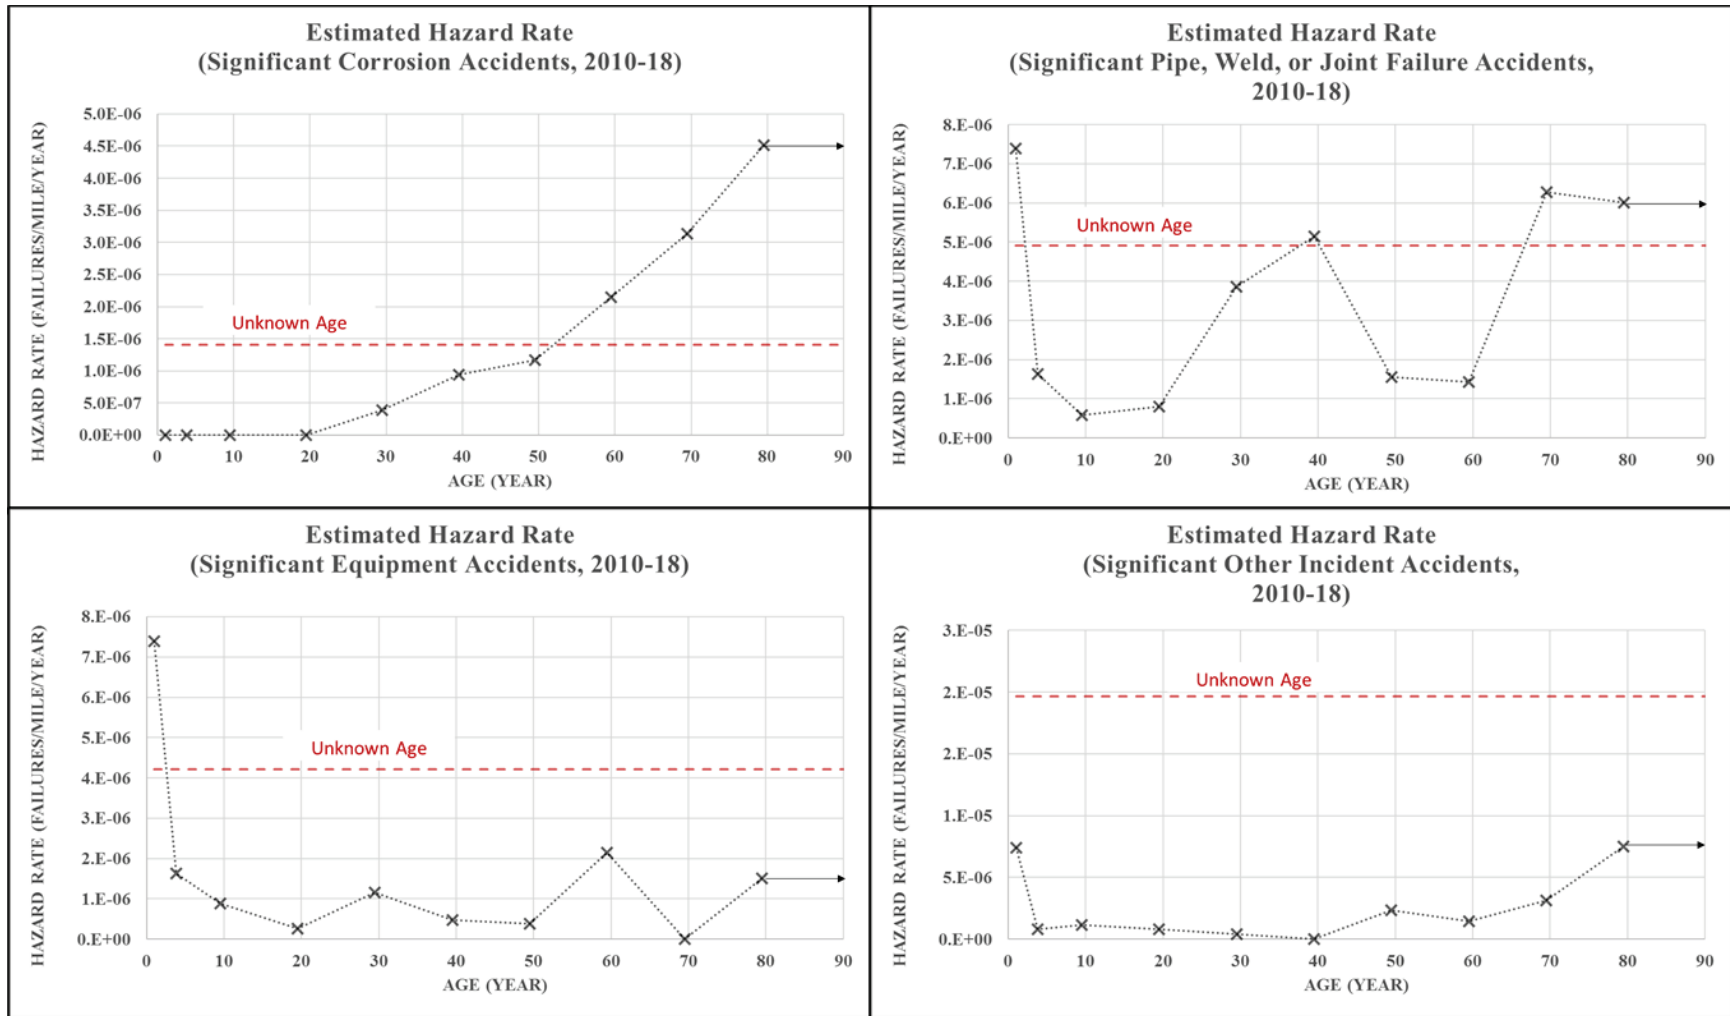 Estimated Hazard Rate
(Significant Corrosion Accidents, 2010-18)
HAZARD RATE (FAILURES/MILE/YEAR)
5.0E-06
4.5E-06
4.0E-06
3.5E-06
3.0E-06
2.5E-06
2.0E-06
1.5E-06
1.0E-06
5.0E-07
0.0E+00
Unknown Age
0 10 20 30 40 50 60 70 80 90
AGE (YEAR)
Estimated Hazard Rate
(Significant Pipe, Weld, or Joint Failure Accidents,
2010-18)
HAZARD RATE (FAILURES/MILE/YEAR)
8.E-06
7.E-06
6.E-06
5.E-06
4.E-06
3.E-06
2.E-06
1.E-06
0.E+00
Unknown Age
0 10 20 30 40 50 60 70 80 90
AGE (YEAR)
Estimated Hazard Rate
(Significant Equipment Accidents, 2010-18)
HAZARD RATE (FAILURES/MILE/YEAR)
8.E-06
7.E-06
6.E-06
5.E-06
4.E-06
3.E-06
2.E-06
1.E-06
0.E+00
Unknown Age
0 10 20 30 40 50 60 70 80 90
AGE (YEAR)
Estimated Hazard Rate
(Significant Other Incident Accidents,
2010-18)
HAZARD RATE (FAILURES/MILE/YEAR)
3.E-05
2.E-05
2.E-05
1.E-05
5.E-06
0.E+00
Unknown Age
0 10 20 30 40 50 60 70 80 90
AGE (YEAR)